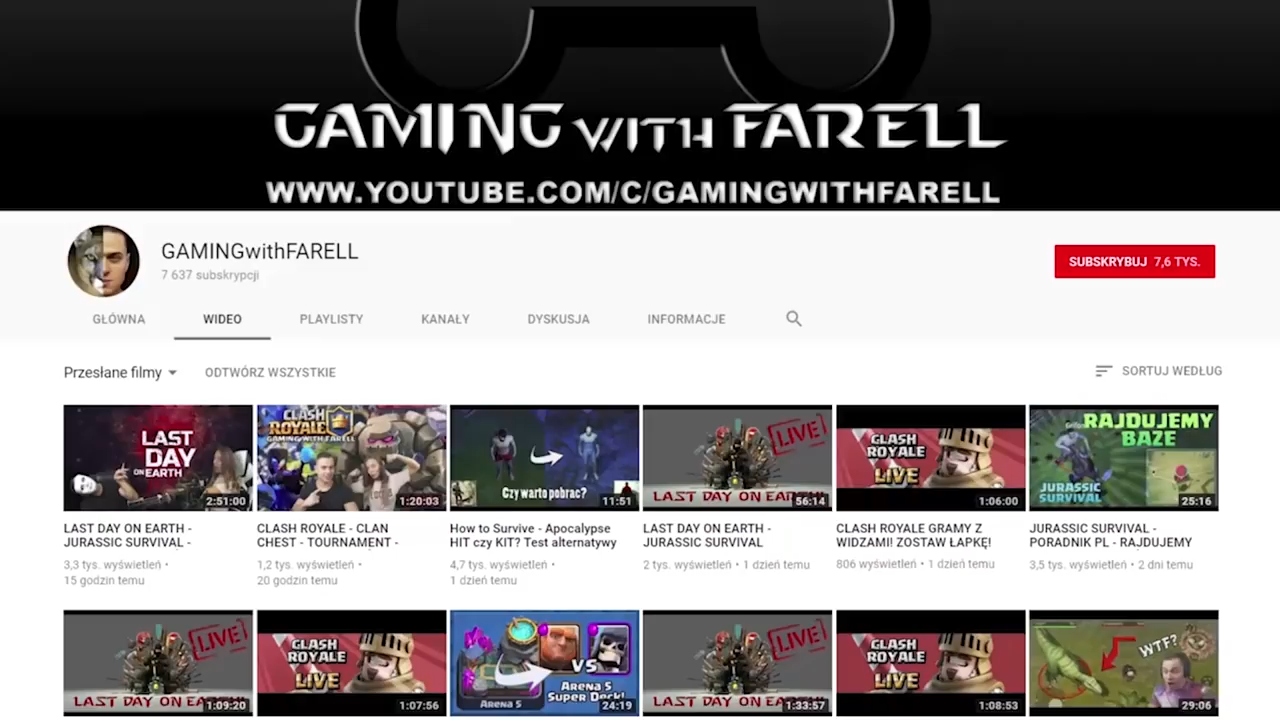 GAMING WITH FARELL
WWW.YOUTUBE.COM/C/GAMINGWITHFARELL
GAMINGwithFARELL
7 637 subskrypcji
SUBSKRYBUJ 7,6 TYS.
GŁÓWNA WIDEO PLAYLISTY KANAŁY DYSKUSJA INFORMACJE
Przesłane filmy ODTWÓRZ WSZYSTKIE SORTUJ WEDŁUG
LAST
DAY
ON EARTH
2:51:00
CLASH
ROYALE
GAMING WITH FARELL
1:20:03
Czy warto pobrać?
11:51
LIVE
LAST DAY ON EARTH
56:14
CLASH
ROYALE
LIVE
1:06:00
RAJDUJEMY
BAZE
JURASSIC
SURVIVAL
25:16
LAST DAY ON EARTH -
JURASSIC SURVIVAL -
3,3 tys. wyświetleń •
15 godzin temu
CLASH ROYALE - CLAN
CHEST - TOURNAMENT -
1,2 tys. wyświetleń •
20 godzin temu
How to Survive - Apocalypse
HIT czy KIT? Test alternatywy
4,7 tys. wyświetleń •
1 dzień temu
LAST DAY ON EARTH -
JURASSIC SURVIVAL
2 tys. wyświetleń • 1 dzień temu
CLASH ROYALE GRAMY Z
WIDZAMI! ZOSTAW ŁAPKĘ!
806 wyświetleń • 1 dzień temu
JURASSIC SURVIVAL -
PORADNIK PL - RAJDUJEMY
3,5 tys. wyświetleń • 2 dni temu
LIVE
LAST DAY ON EARTH
1:09:20
CLASH
ROYALE
LIVE
1:07:56
VS
Arena 5
Arena 5
Super Deck!
24:19
LIVE
LAST DAY ON EARTH
1:33:57
CLASH
ROYALE
LIVE
1:08:53
WTF?
29:06